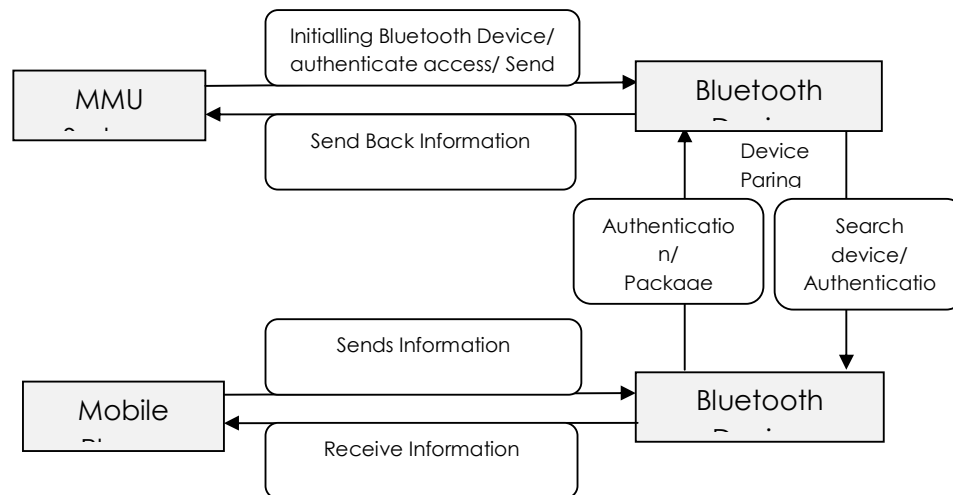 Initialling Bluetooth Device/
authenticate access/ Send
MMU
Bluetooth
Send Back Information
Device
Paring
Authenticatio
n/
Package
Search
device/
Authenticatio
Sends Information
Mobile
Bluetooth
Receive Information